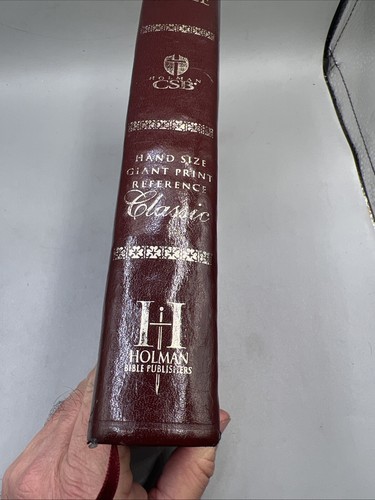 HOLMAN
CSB
HAND SIZE
GIANT PRINT
REFERENCE
Classic
H
HOLMAN
BIBLE PUBLISHERS